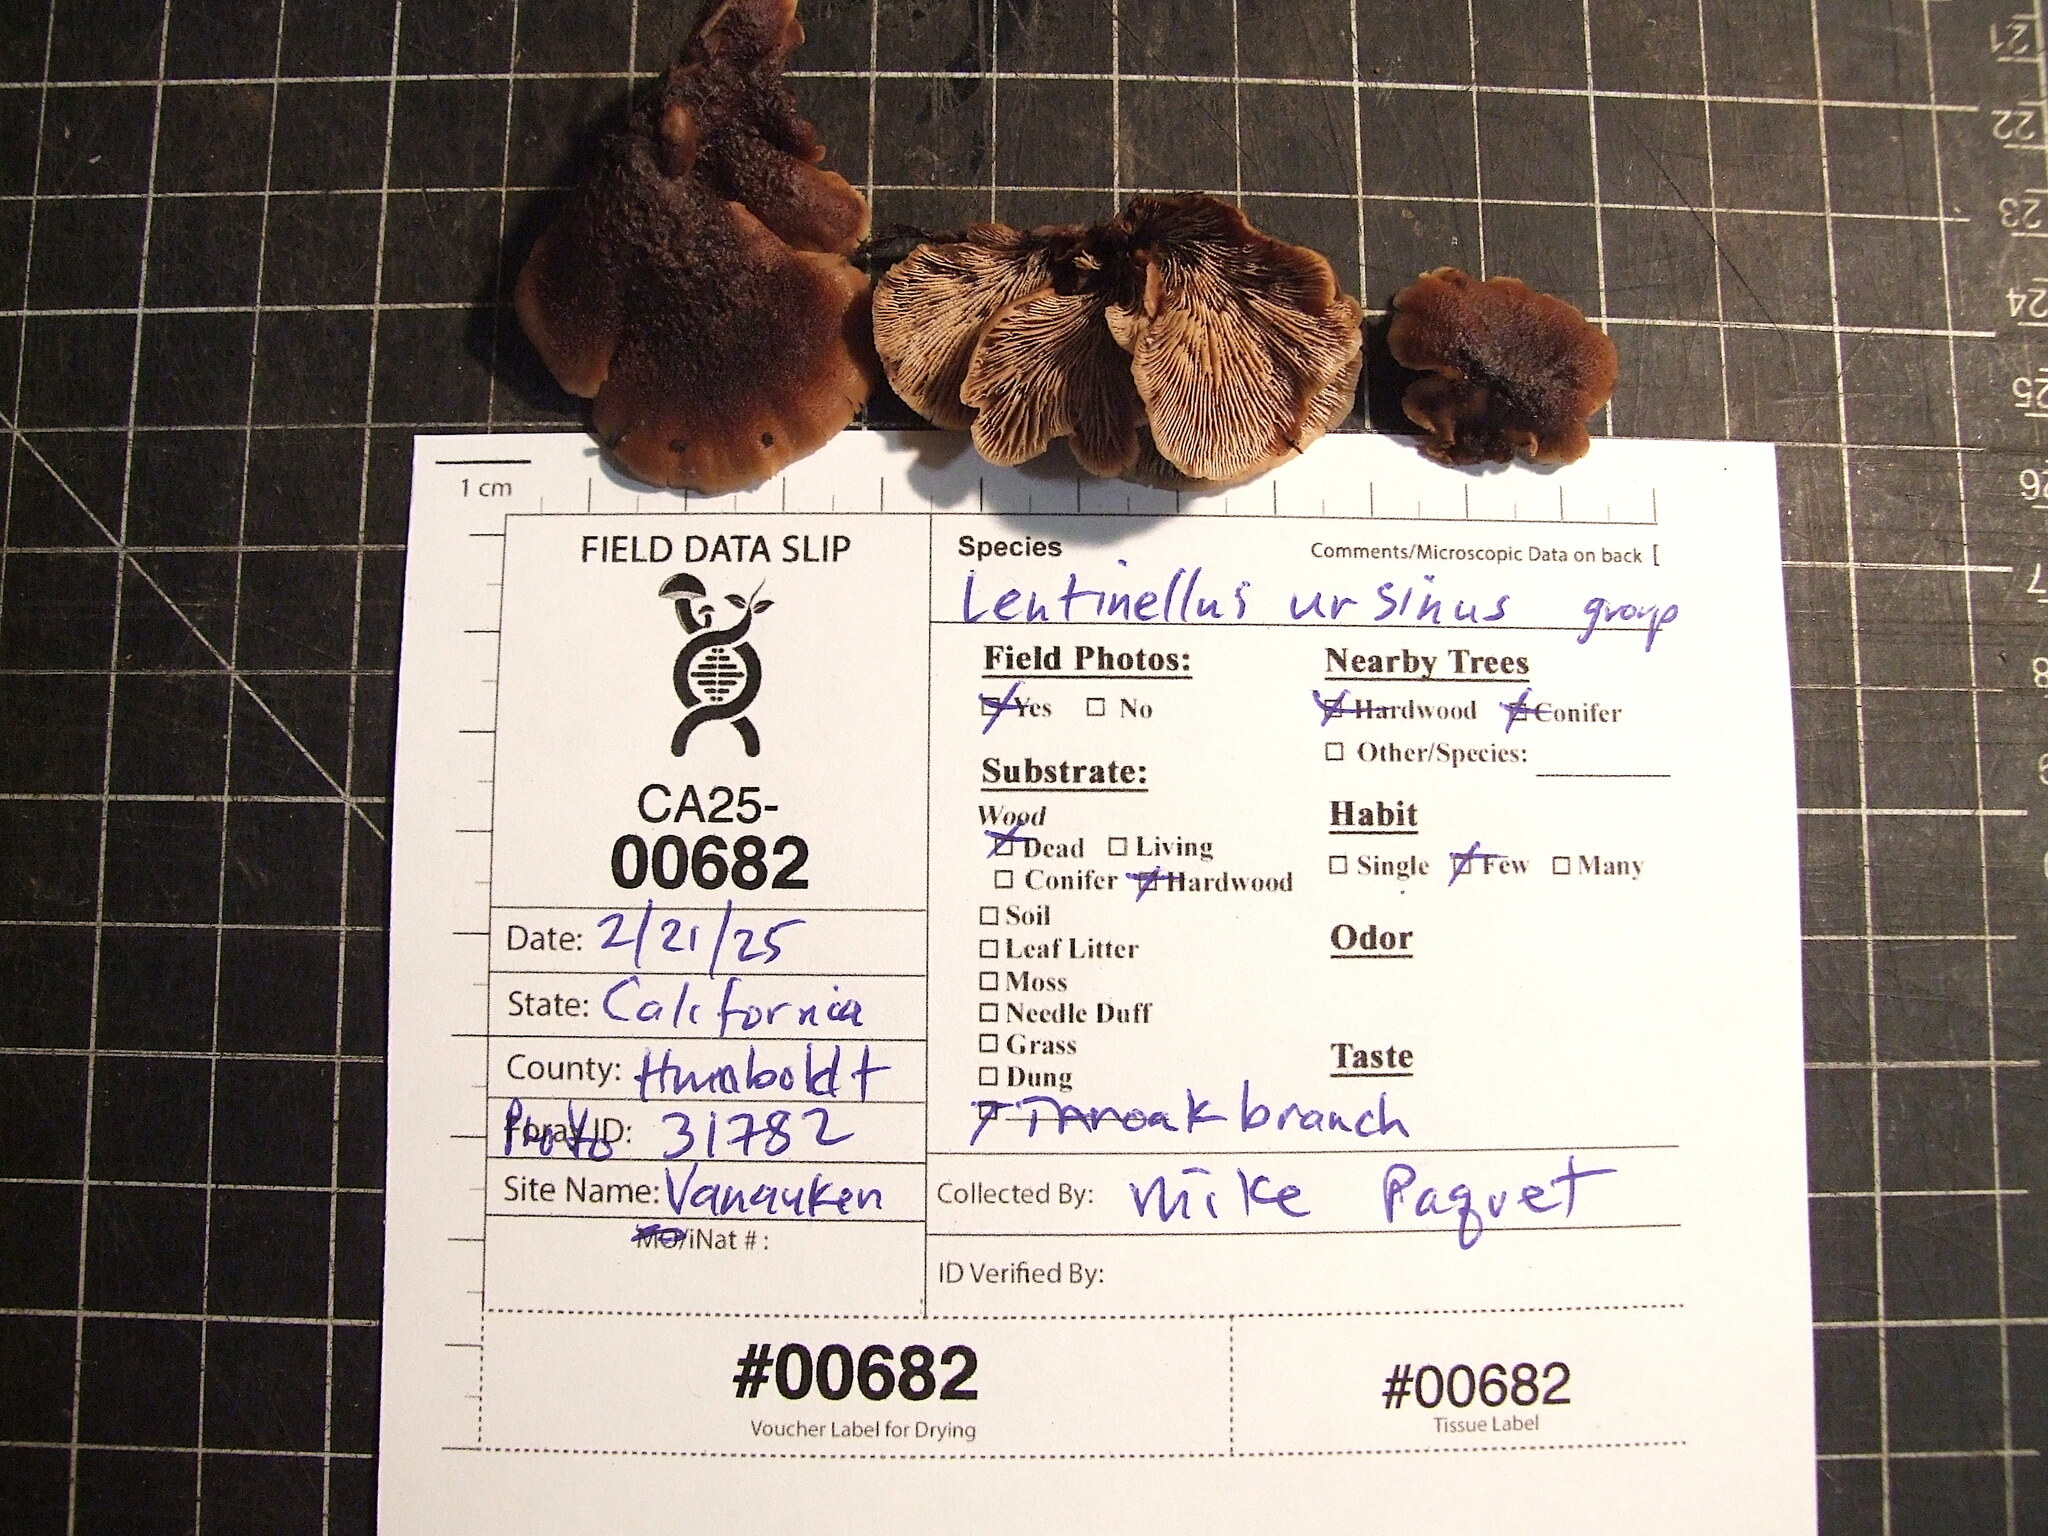 21
22
23
24
25
26
7
8
9
1 cm
FIELD DATA SLIP
CA25-
00682
Date: 2/21/25
State: California
County: Humboldt
Foray ID: Photo 31782
Site Name: Vanauken
MO/iNat #:
Species
Comments/Microscopic Data on back [
Lentinellus ursinus group
Field Photos:
Yes No
Substrate:
Wood
Dead Living
Conifer Hardwood
Soil
Leaf Litter
Moss
Needle Duff
Grass
Dung
Tanoak branch
Nearby Trees
Hardwood Conifer
Other/Species:
Habit
Single Few Many
Odor
Taste
Collected By: Mike Paquet
ID Verified By:
#00682
Voucher Label for Drying
#00682
Tissue Label